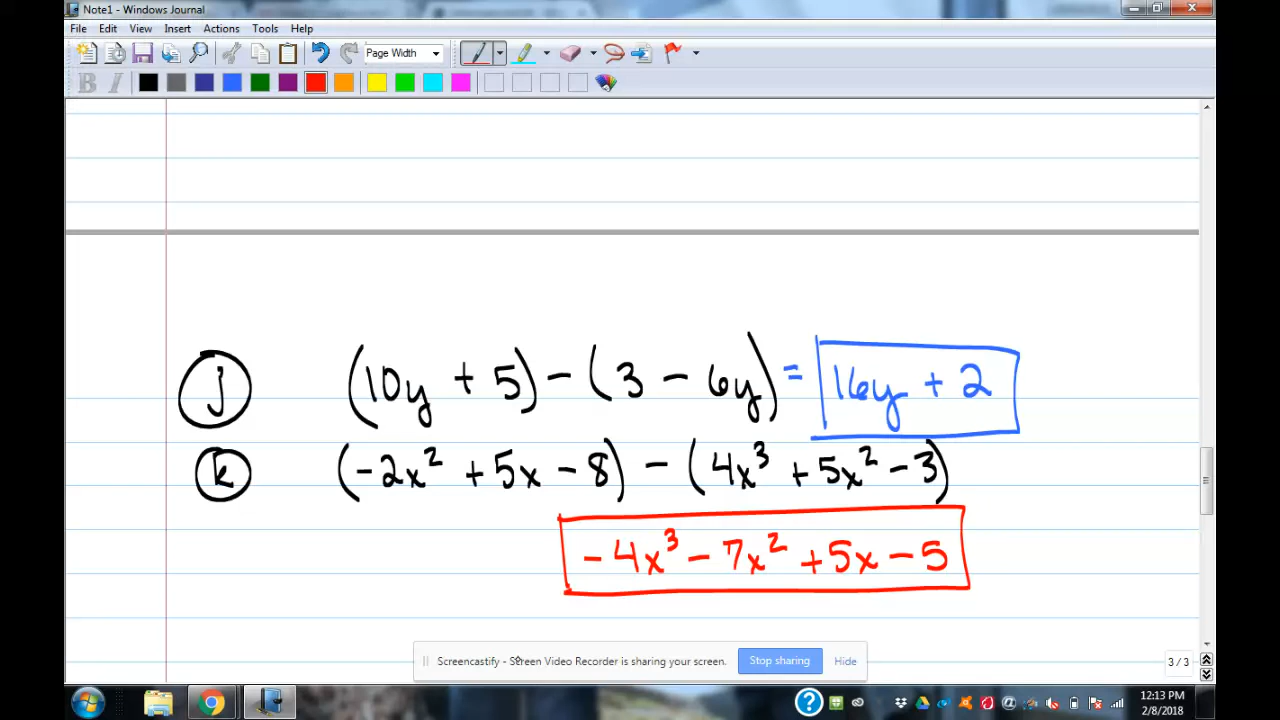 Note1 - Windows Journal
File Edit View Insert Actions Tools Help
Page Width
B I
j (10y + 5) - (3 - 6y) = 16y + 2
k (-2x² + 5x - 8) - (4x³ + 5x² - 3)
-4x³ - 7x² + 5x - 5
Screencastify - Screen Video Recorder is sharing your screen. Stop sharing Hide
3 / 3
12:13 PM
2/8/2018